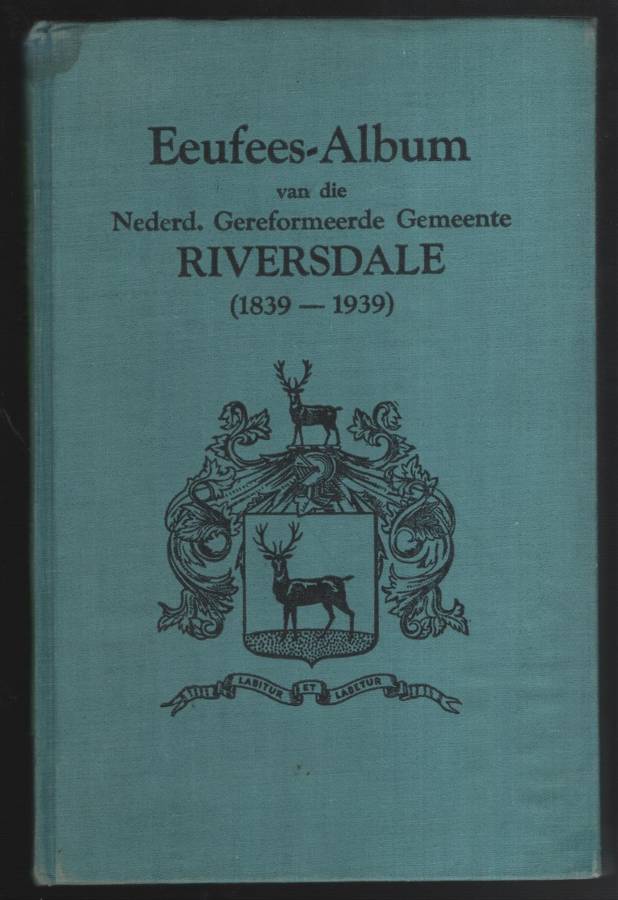 Eeufees-Album
van die
Nederd. Gereformeerde Gemeente
RIVERSDALE
(1839 — 1939)
LABITUR ET LABETUR